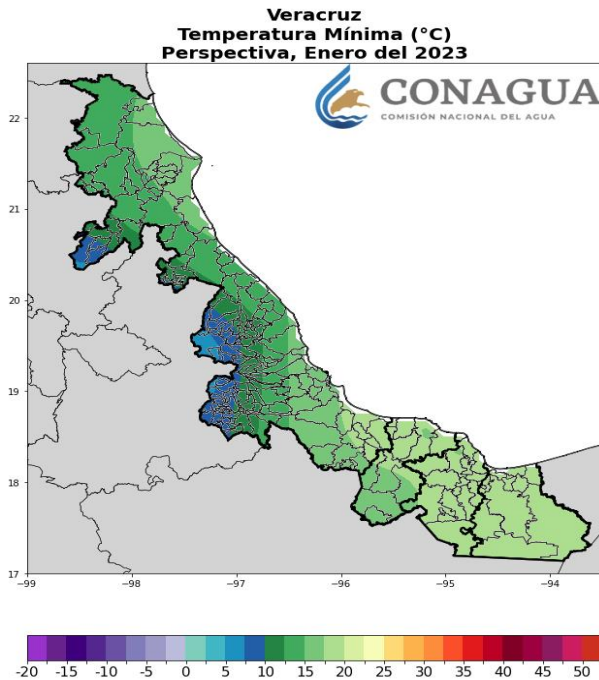 Veracruz
Temperatura Mínima (°C)
Perspectiva, Enero del 2023
CONAGUA
COMISIÓN NACIONAL DEL AGUA
22
21
20
19
18
17
−99 −98 −97 −96 −95 −94
-20 -15 -10 -5 0 5 10 15 20 25 30 35 40 45 50